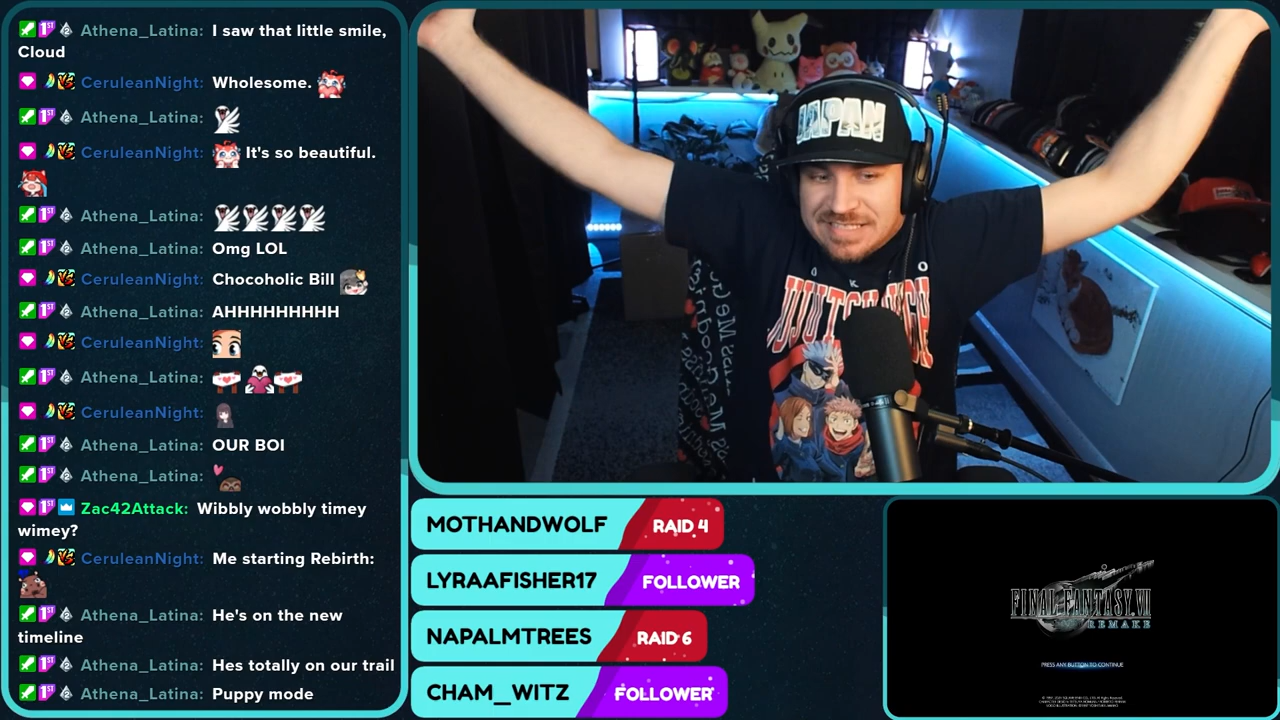 Athena_Latina: I saw that little smile,
Cloud
CeruleanNight: Wholesome.
Athena_Latina:
CeruleanNight: It's so beautiful.
Athena_Latina:
Athena_Latina: Omg LOL
CeruleanNight: Chocoholic Bill
Athena_Latina: AHHHHHHHHH
CeruleanNight:
Athena_Latina:
CeruleanNight:
Athena_Latina: OUR BOI
Athena_Latina:
Zac42Attack: Wibbly wobbly timey
wimey?
CeruleanNight: Me starting Rebirth:
Athena_Latina: He's on the new
timeline
Athena_Latina: Hes totally on our trail
Athena_Latina: Puppy mode
JAPAN
MOTHANDWOLF RAID 4
LYRAAFISHER17 FOLLOWER
NAPALMTREES RAID 6
CHAM_WITZ FOLLOWER
FINAL FANTASY VII
REMAKE
PRESS ANY BUTTON TO CONTINUE